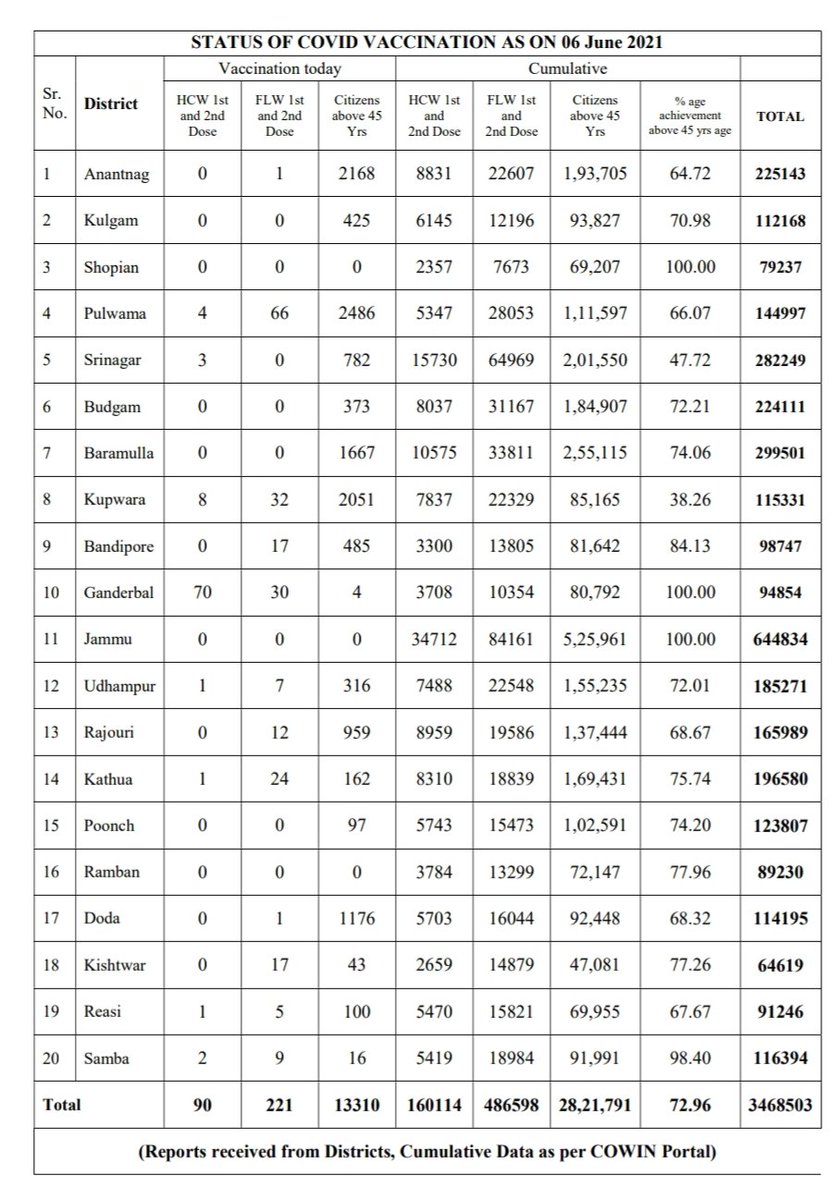 STATUS OF COVID VACCINATION AS ON 06 June 2021
Vaccination today Cumulative
Sr. No. District HCW 1st and 2nd Dose FLW 1st and 2nd Dose Citizens above 45 Yrs HCW 1st and 2nd Dose FLW 1st and 2nd Dose Citizens above 45 Yrs % age achievement above 45 yrs age TOTAL
1 Anantnag 0 1 2168 8831 22607 1,93,705 64.72 225143
2 Kulgam 0 0 425 6145 12196 93,827 70.98 112168
3 Shopian 0 0 0 2357 7673 69,207 100.00 79237
4 Pulwama 4 66 2486 5347 28053 1,11,597 66.07 144997
5 Srinagar 3 0 782 15730 64969 2,01,550 47.72 282249
6 Budgam 0 0 373 8037 31167 1,84,907 72.21 224111
7 Baramulla 0 0 1667 10575 33811 2,55,115 74.06 299501
8 Kupwara 8 32 2051 7837 22329 85,165 38.26 115331
9 Bandipore 0 17 485 3300 13805 81,642 84.13 98747
10 Ganderbal 70 30 4 3708 10354 80,792 100.00 94854
11 Jammu 0 0 0 34712 84161 5,25,961 100.00 644834
12 Udhampur 1 7 316 7488 22548 1,55,235 72.01 185271
13 Rajouri 0 12 959 8959 19586 1,37,444 68.67 165989
14 Kathua 1 24 162 8310 18839 1,69,431 75.74 196580
15 Poonch 0 0 97 5743 15473 1,02,591 74.20 123807
16 Ramban 0 0 0 3784 13299 72,147 77.96 89230
17 Doda 0 1 1176 5703 16044 92,448 68.32 114195
18 Kishtwar 0 17 43 2659 14879 47,081 77.26 64619
19 Reasi 1 5 100 5470 15821 69,955 67.67 91246
20 Samba 2 9 16 5419 18984 91,991 98.40 116394
Total 90 221 13310 160114 486598 28,21,791 72.96 3468503
(Reports received from Districts, Cumulative Data as per COWIN Portal)